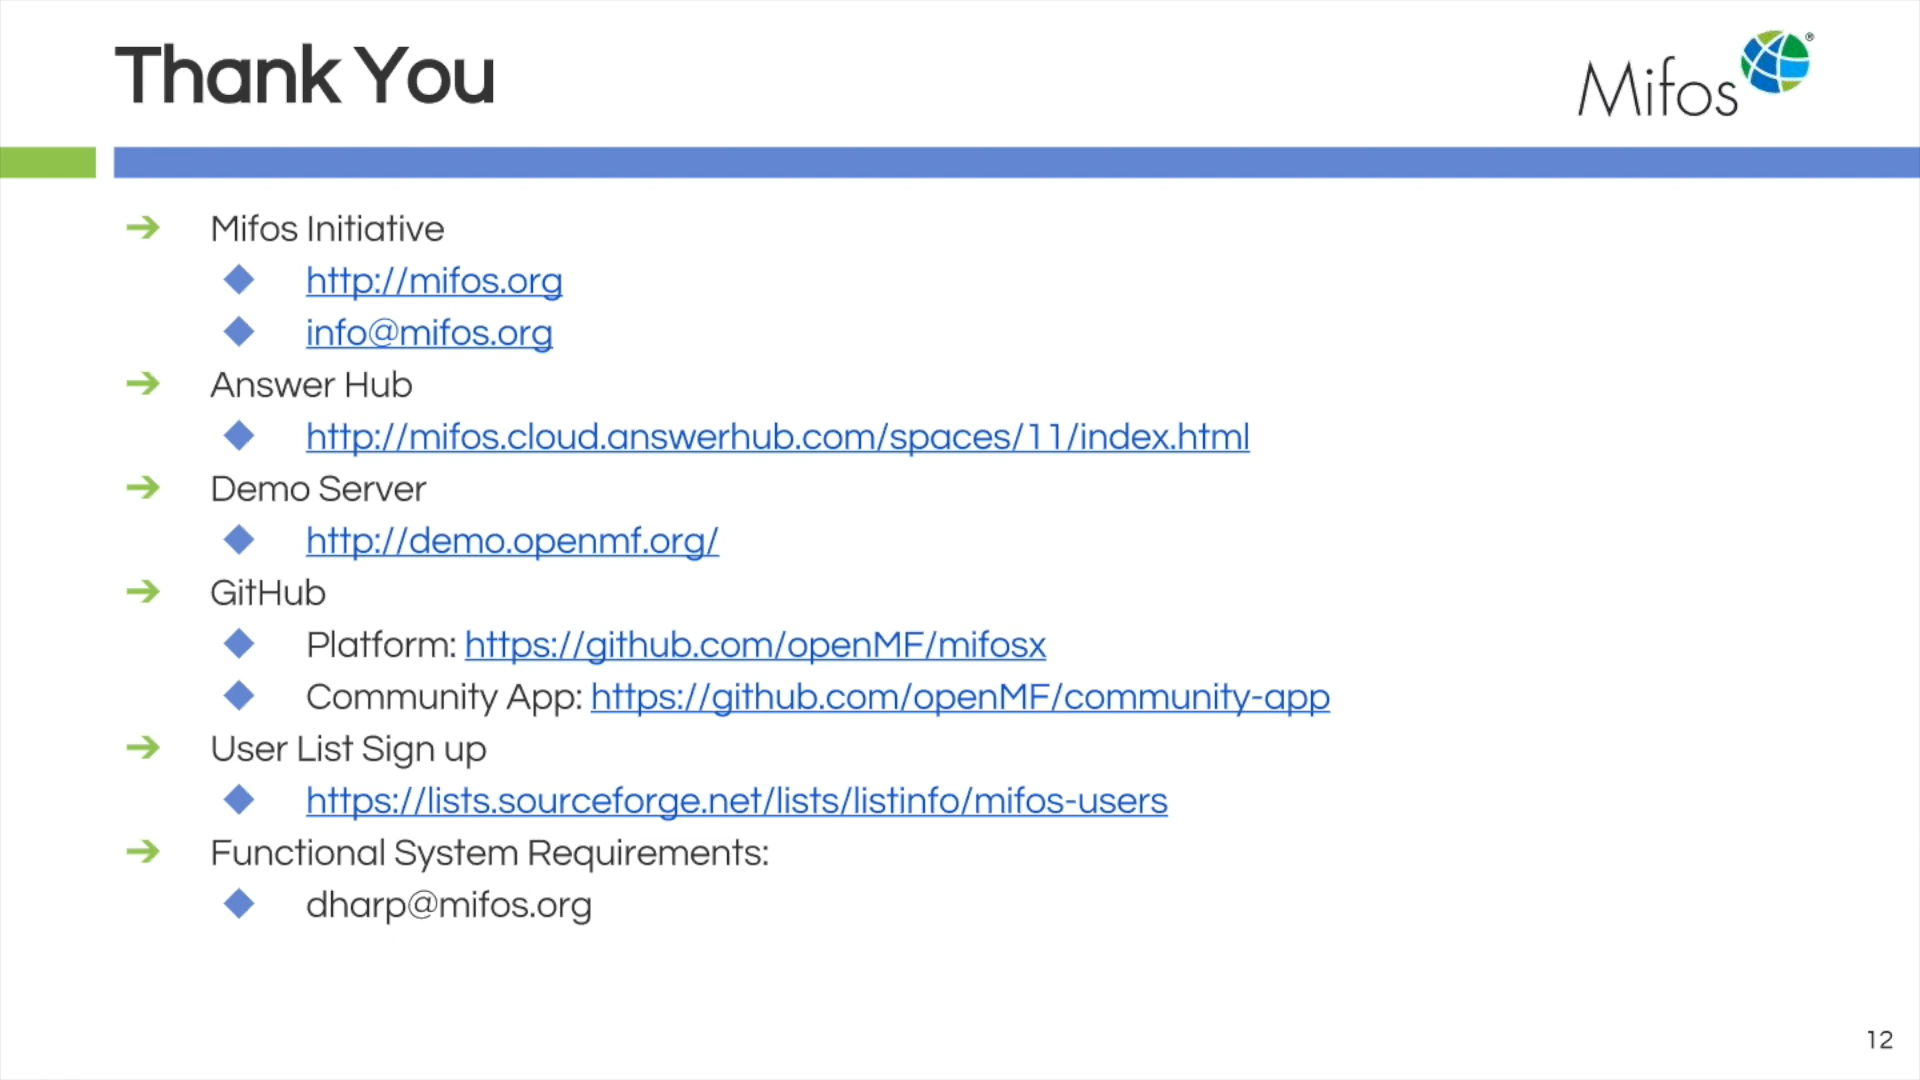 Thank You
Mifos®
Mifos Initiative
http://mifos.org
info@mifos.org
Answer Hub
http://mifos.cloud.answerhub.com/spaces/11/index.html
Demo Server
http://demo.openmf.org/
GitHub
Platform: https://github.com/openMF/mifosx
Community App: https://github.com/openMF/community-app
User List Sign up
https://lists.sourceforge.net/lists/listinfo/mifos-users
Functional System Requirements:
dharp@mifos.org
12